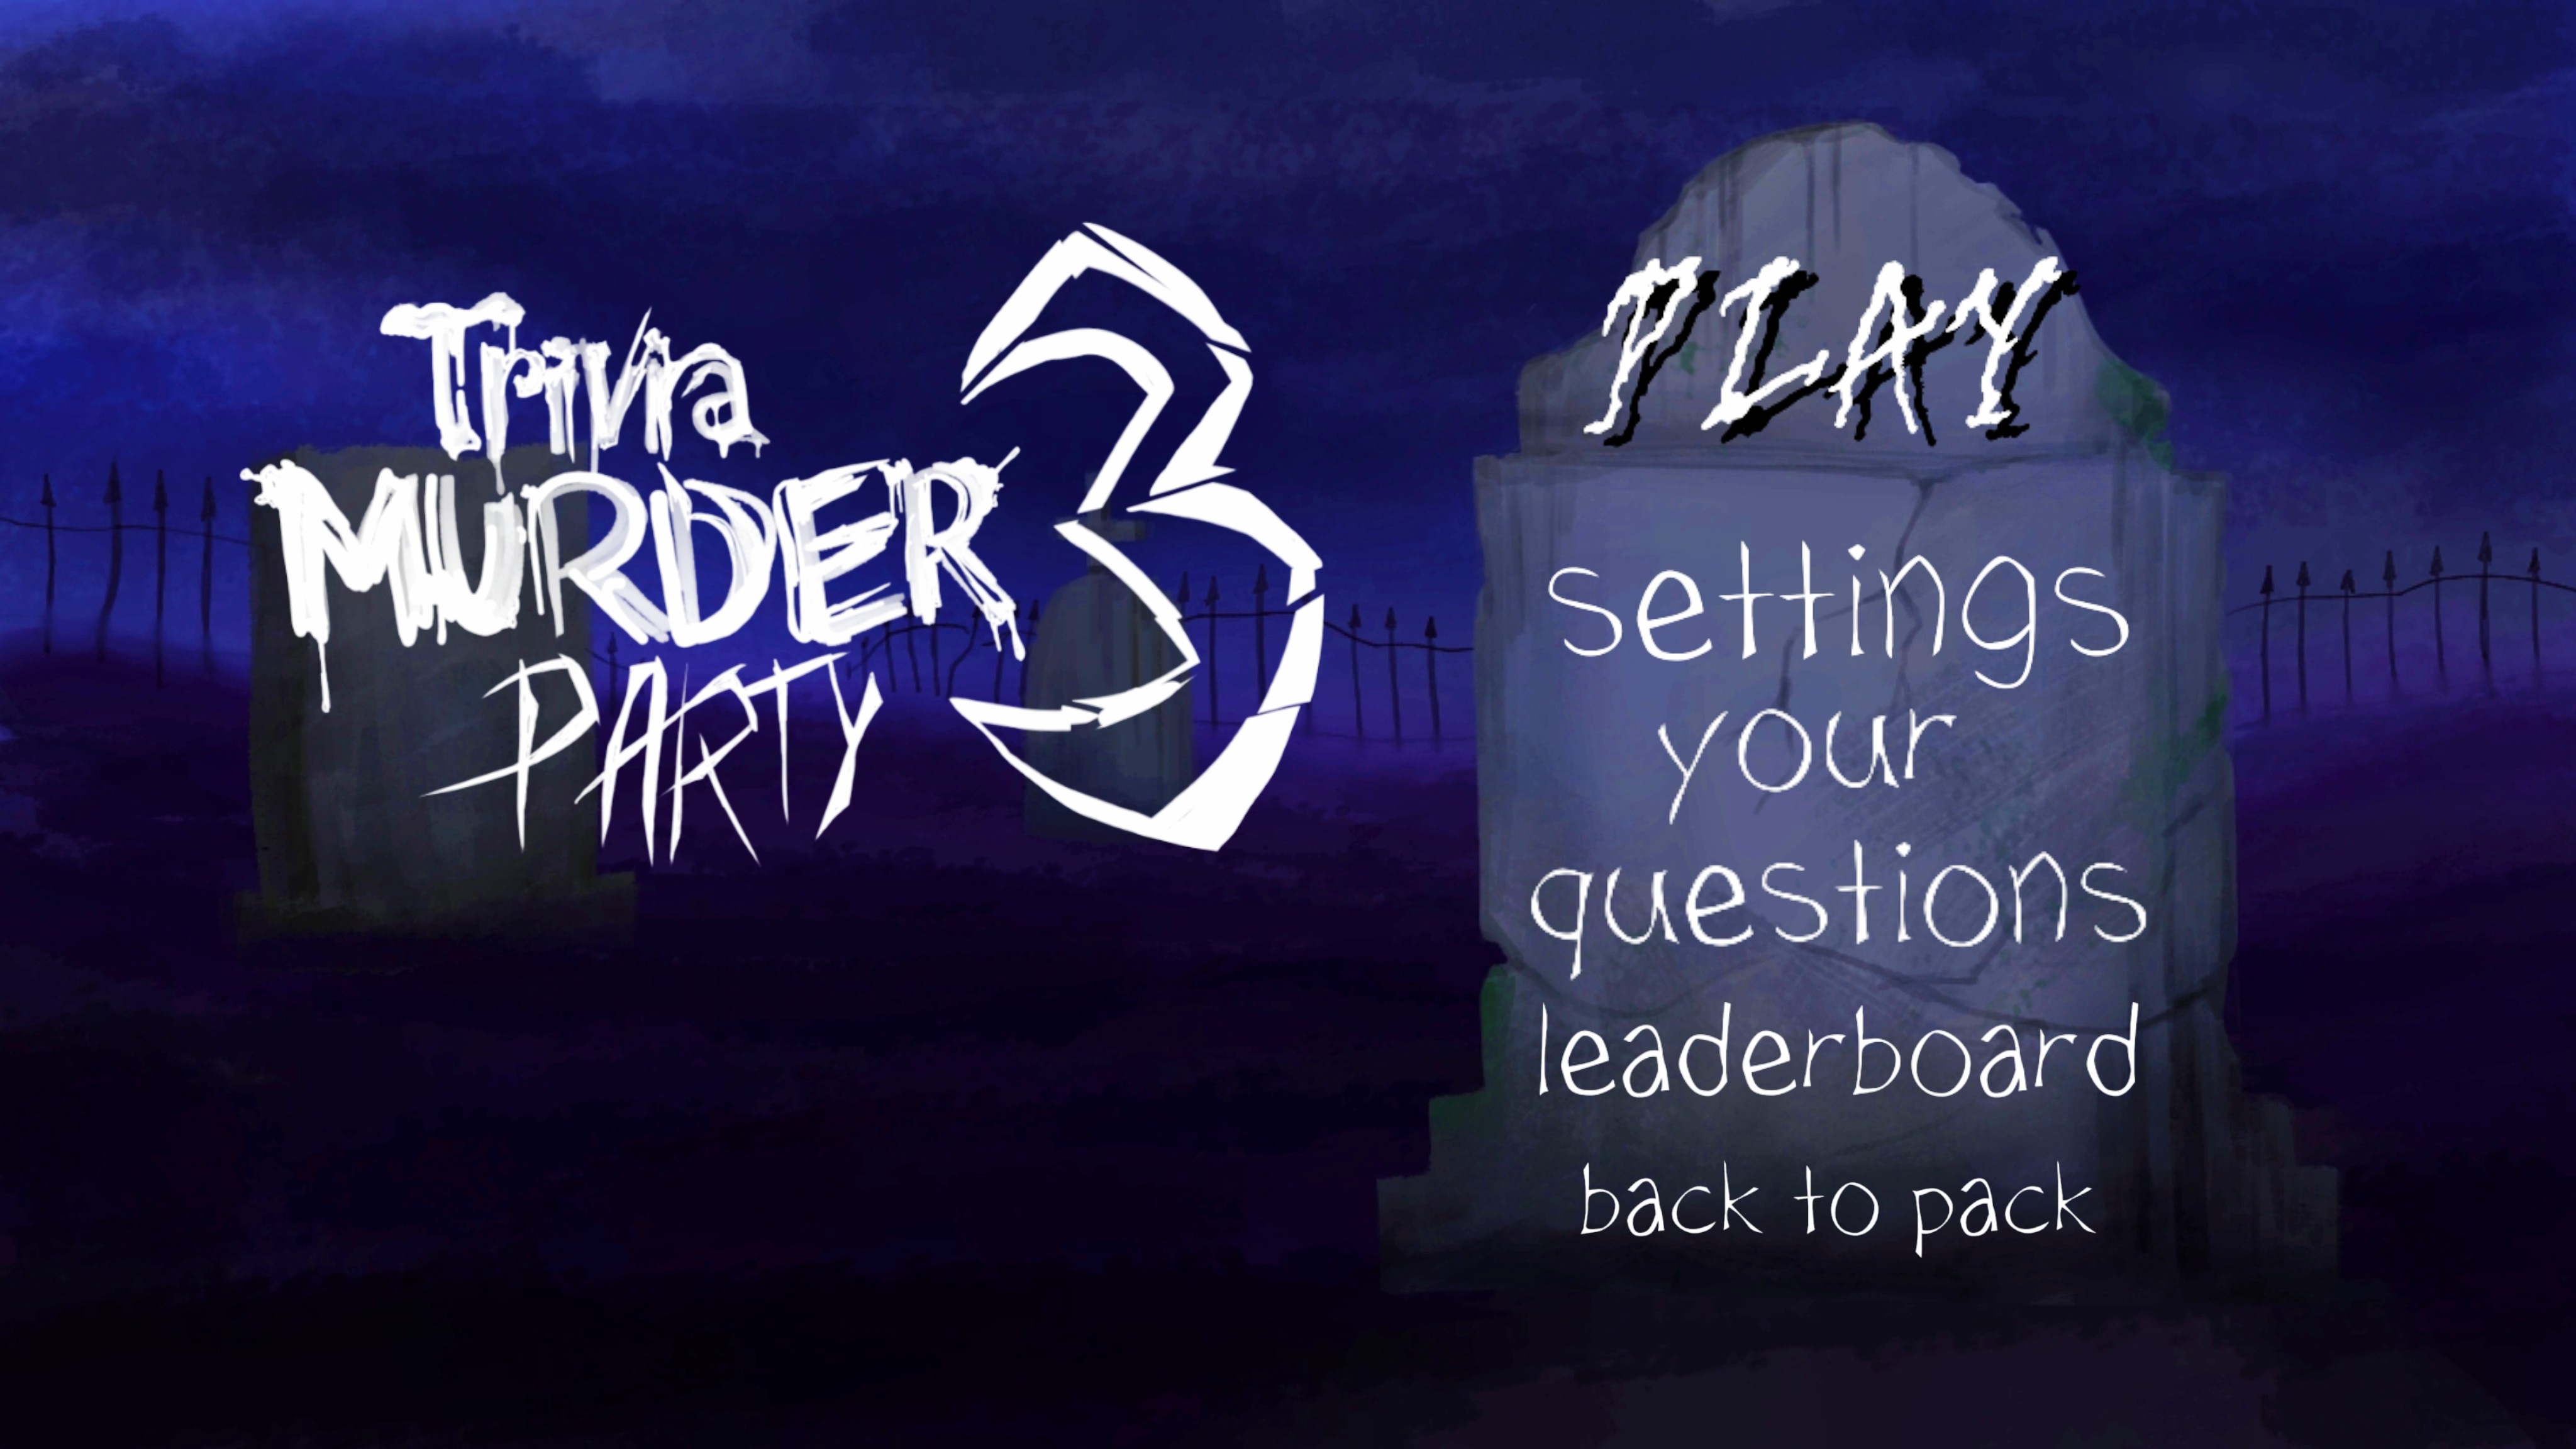 Trivia
MURDER
PARTY
3
PLAY
settings
your
questions
leaderboard
back to pack